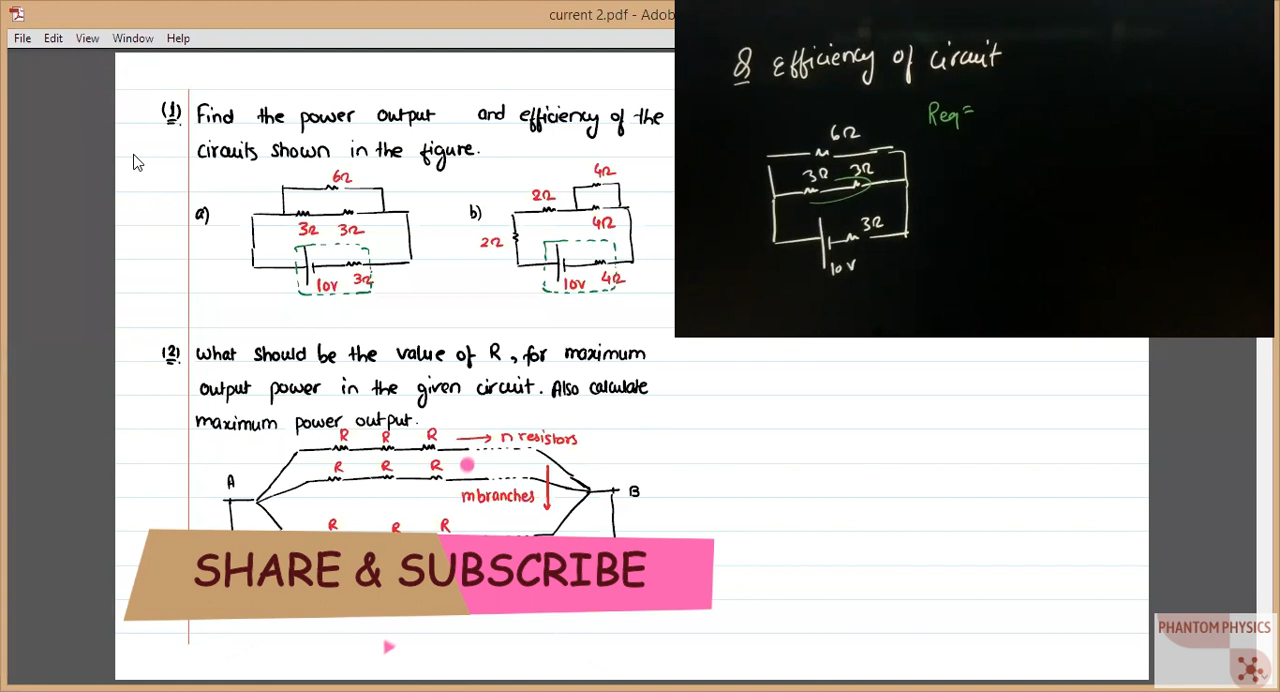 current 2.pdf - Adob
File Edit View Window Help
(1) Find the power output and efficiency of the
circuits shown in the figure.
a)
6Ω
3Ω 3Ω
10V 3Ω
b)
4Ω
2Ω
4Ω
2Ω
10V 4Ω
(2) What should be the value of R, for maximum
output power in the given circuit. Also calculate
maximum power output.
R R R → n resistors
R R R
A
B
m branches
R R R
Q Efficiency of circuit
Req=
6Ω
3Ω 3Ω
3Ω
10V
SHARE & SUBSCRIBE
PHANTOM PHYSICS